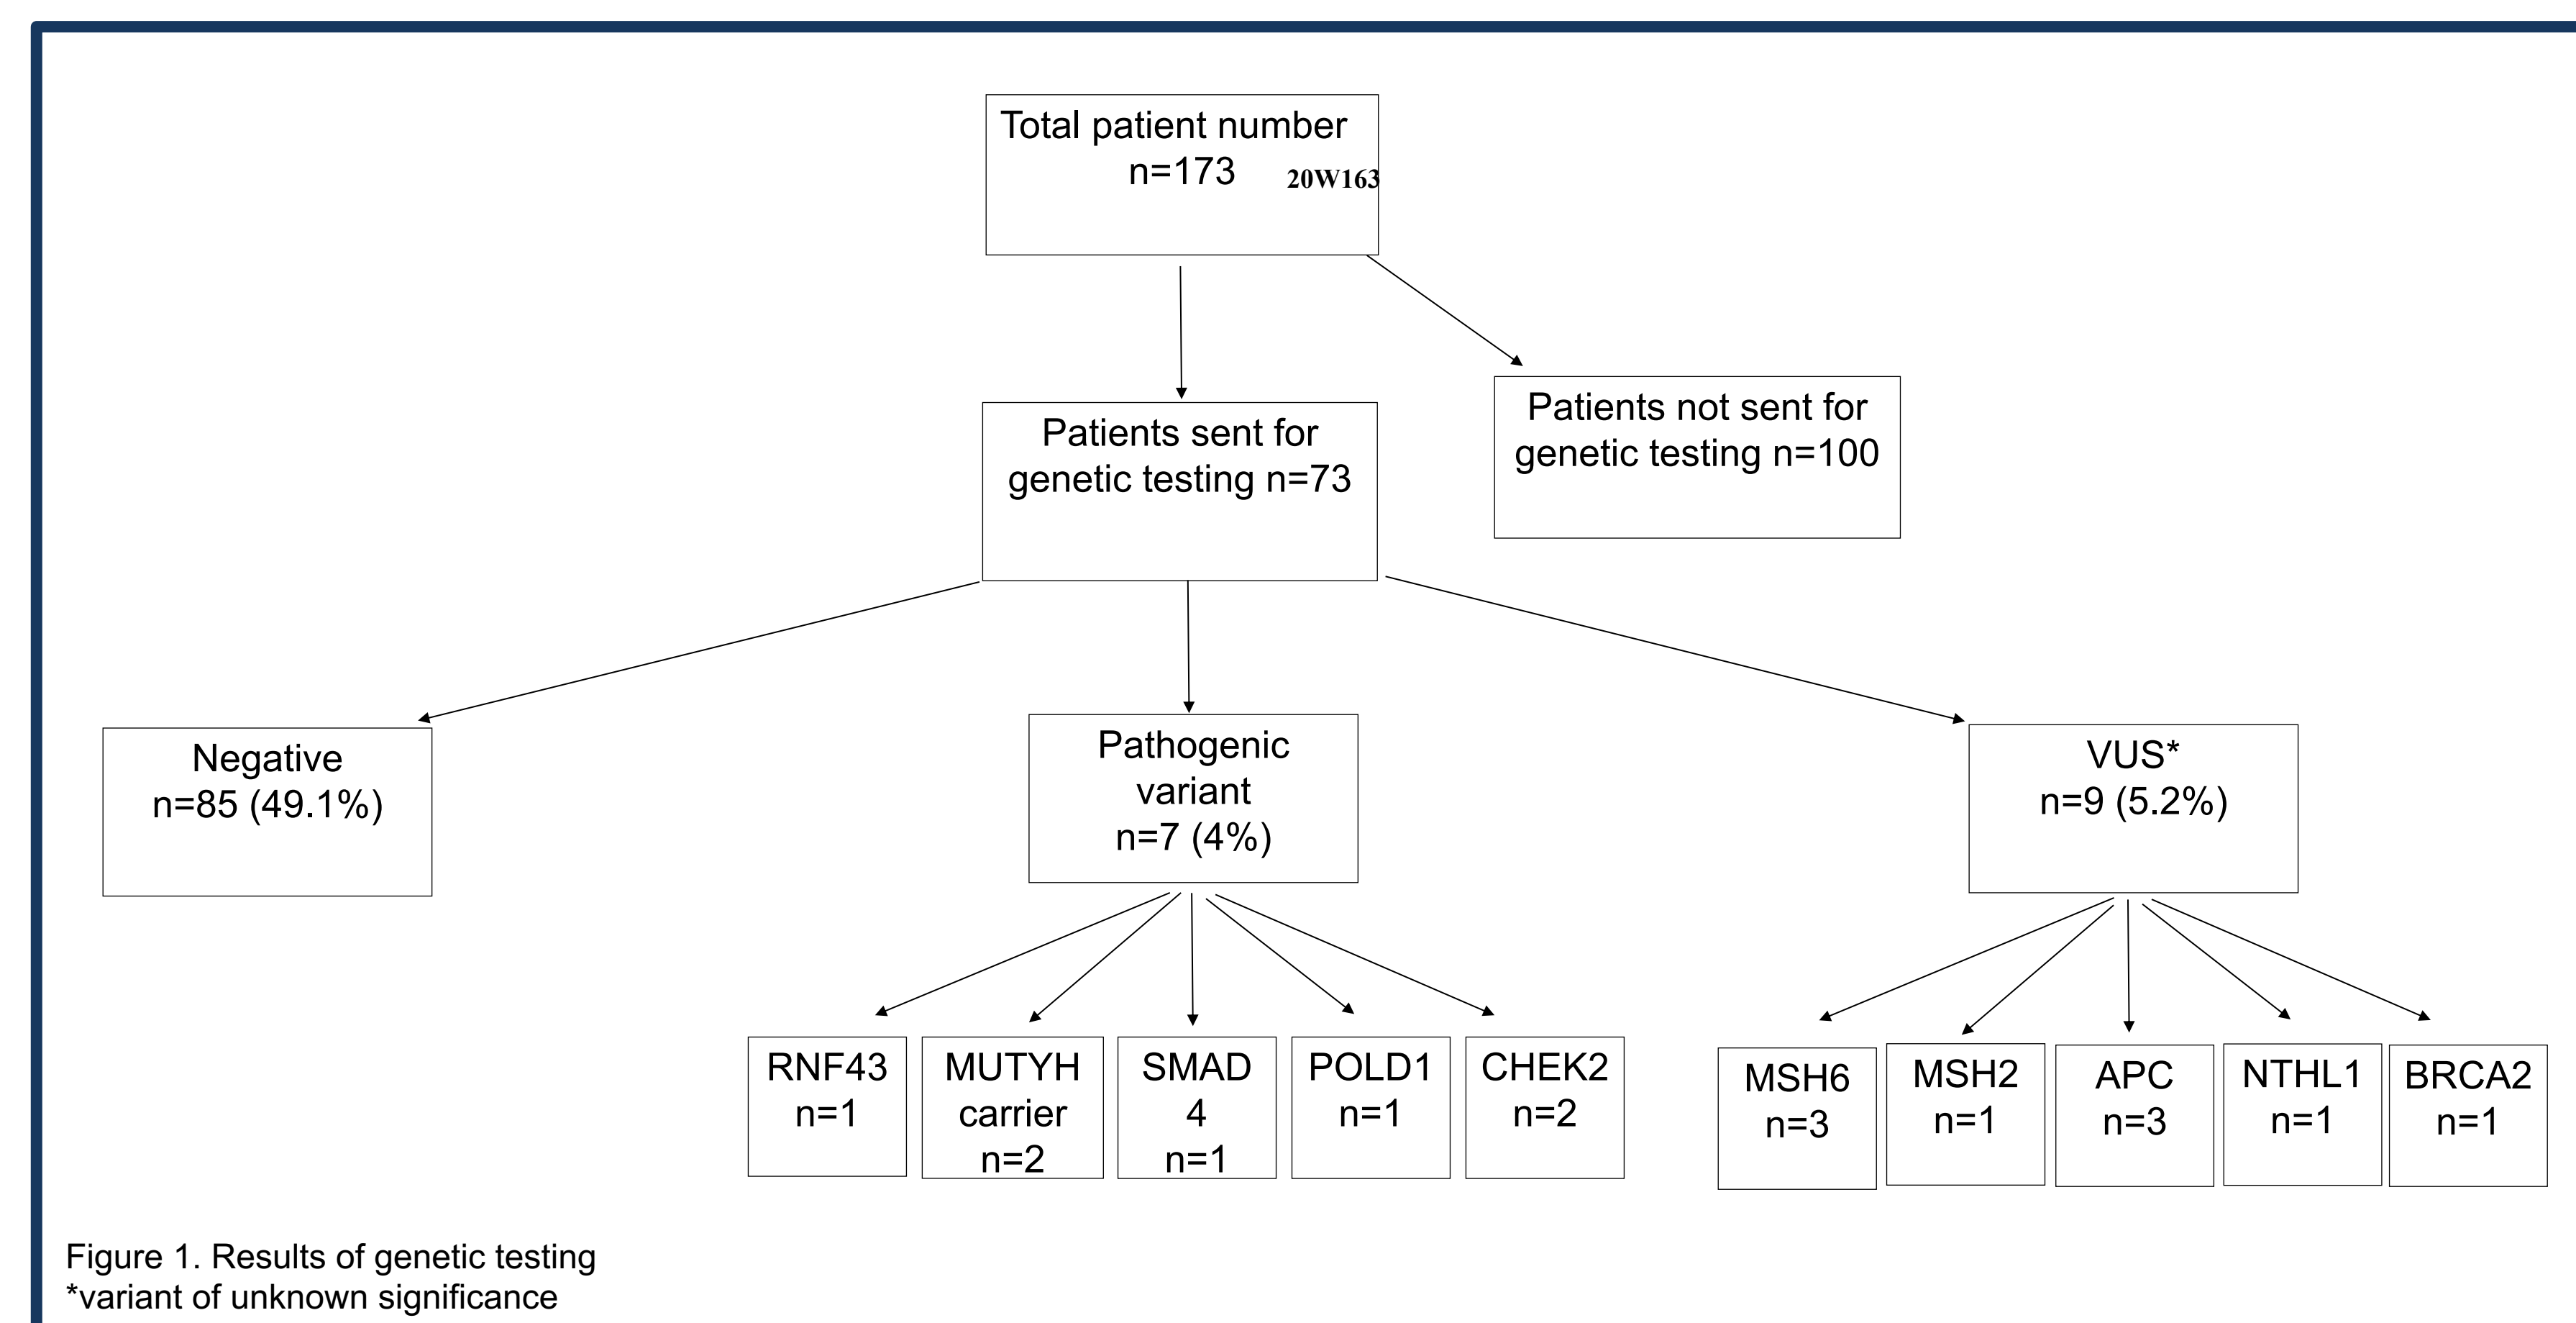 Total patient number
n=173
20W163
Patients not sent for
genetic testing n=100
Patients sent for
genetic testing n=73
Negative
n=85 (49.1%)
Pathogenic
variant
n=7 (4%)
VUS*
n=9 (5.2%)
RNF43
n=1
MUTYH
carrier
n=2
SMAD
4
n=1
POLD1
n=1
CHEK2
n=2
MSH6
n=3
MSH2
n=1
APC
n=3
NTHL1
n=1
BRCA2
n=1
Figure 1. Results of genetic testing
*variant of unknown significance